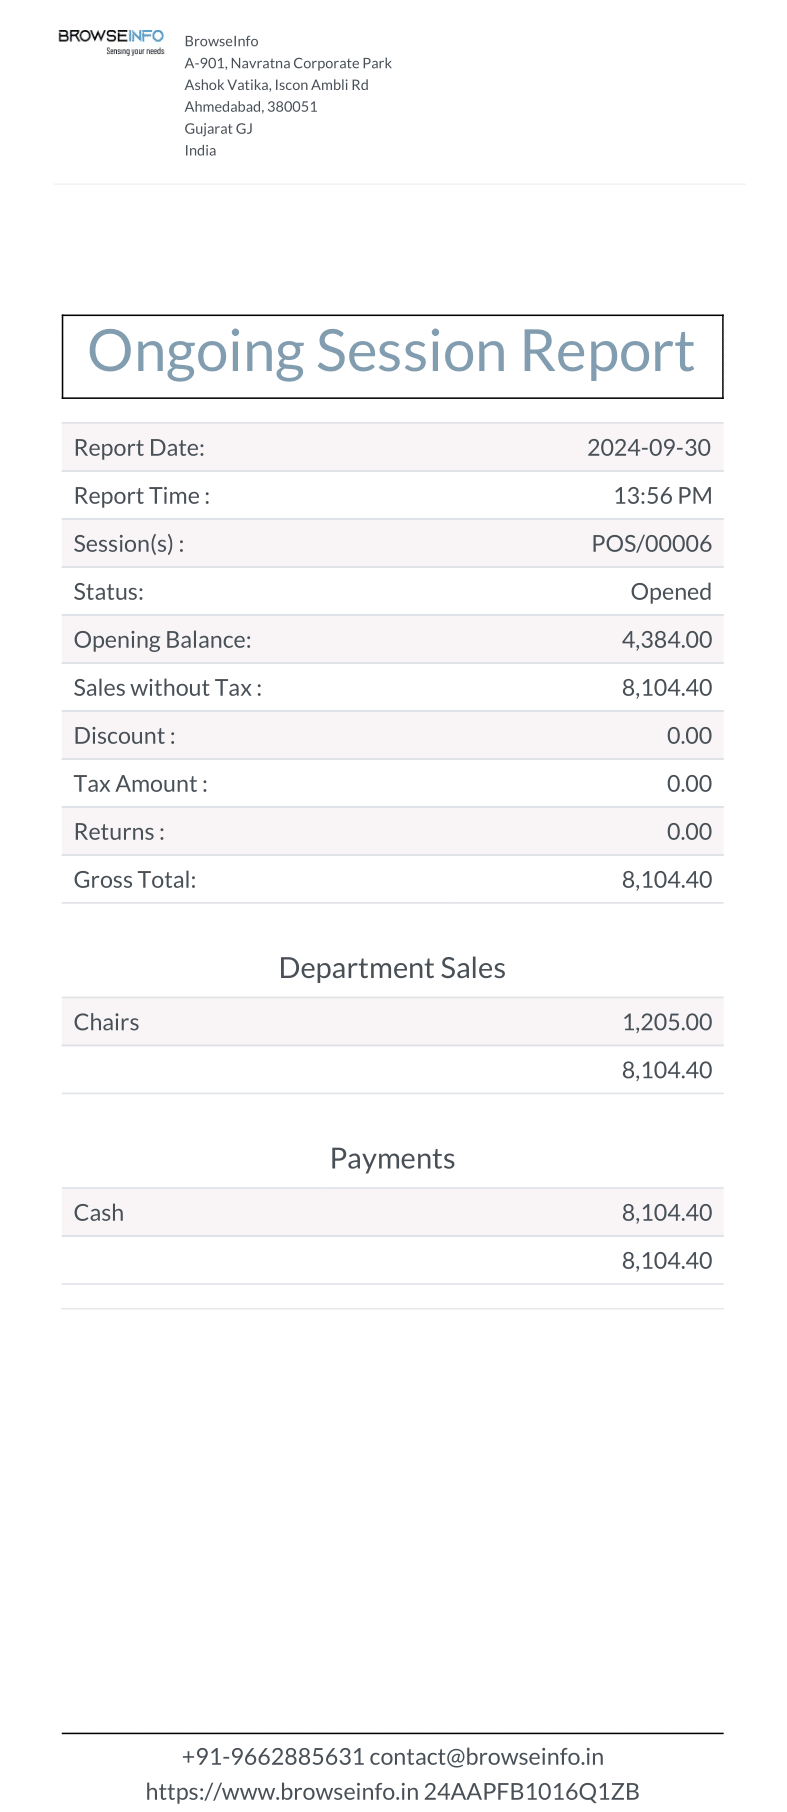 BROWSEINFO
Sensing your needs
BrowseInfo
A-901, Navratna Corporate Park
Ashok Vatika, Iscon Ambli Rd
Ahmedabad, 380051
Gujarat GJ
India
Ongoing Session Report
Report Date: 2024-09-30
Report Time : 13:56 PM
Session(s) : POS/00006
Status: Opened
Opening Balance: 4,384.00
Sales without Tax : 8,104.40
Discount : 0.00
Tax Amount : 0.00
Returns : 0.00
Gross Total: 8,104.40
Department Sales
Chairs 1,205.00
8,104.40
Payments
Cash 8,104.40
8,104.40
+91-9662885631 contact@browseinfo.in
https://www.browseinfo.in 24AAPFB1016Q1ZB